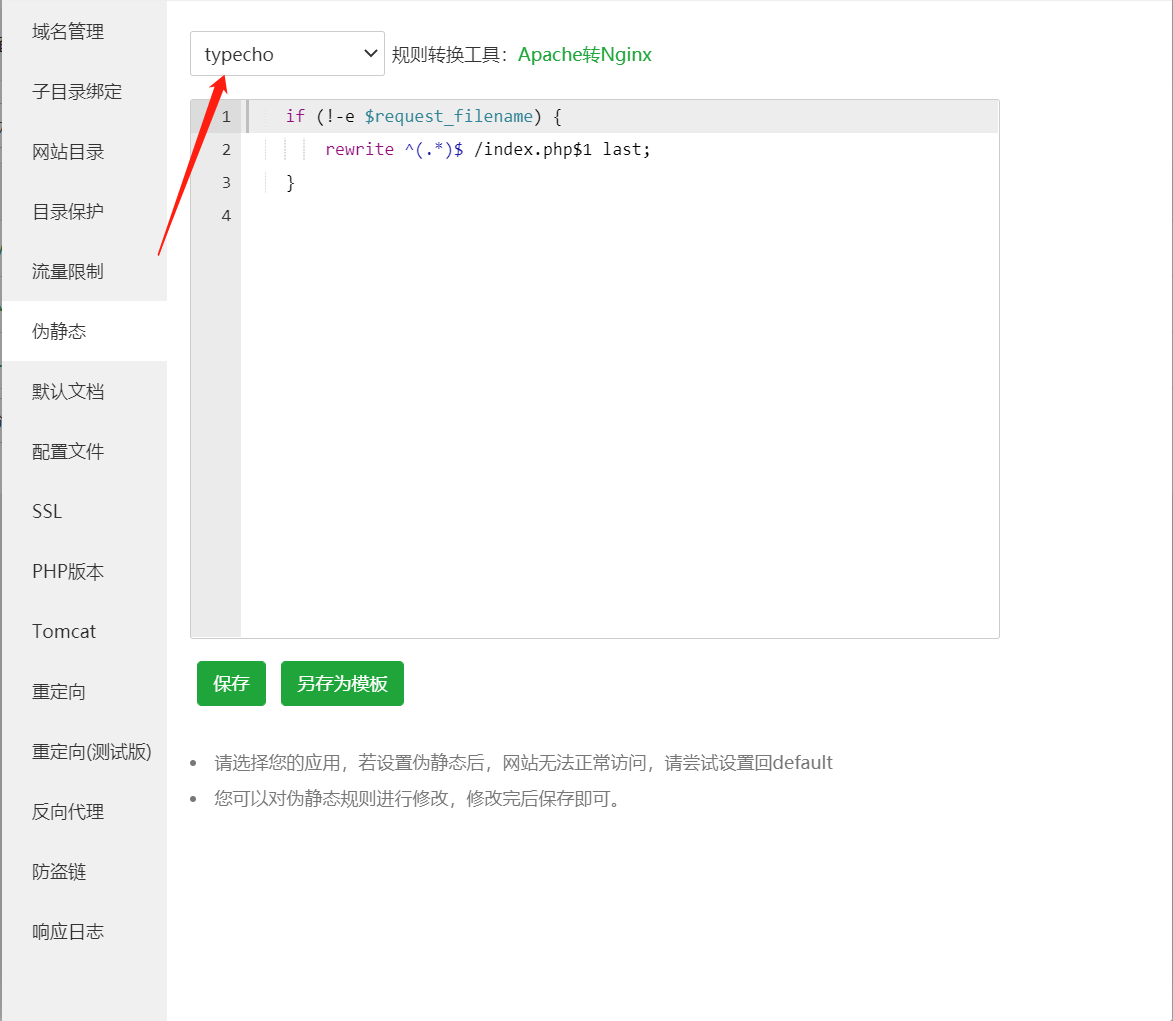 域名管理
子目录绑定
网站目录
目录保护
流量限制
伪静态
默认文档
配置文件
SSL
PHP版本
Tomcat
重定向
重定向(测试版)
反向代理
防盗链
响应日志
typecho 规则转换工具：Apache转Nginx
1 if (!-e $request_filename) {
2 rewrite ^(.*)$ /index.php$1 last;
3 }
4
保存 另存为模板
请选择您的应用，若设置伪静态后，网站无法正常访问，请尝试设置回default
您可以对伪静态规则进行修改，修改完后保存即可。